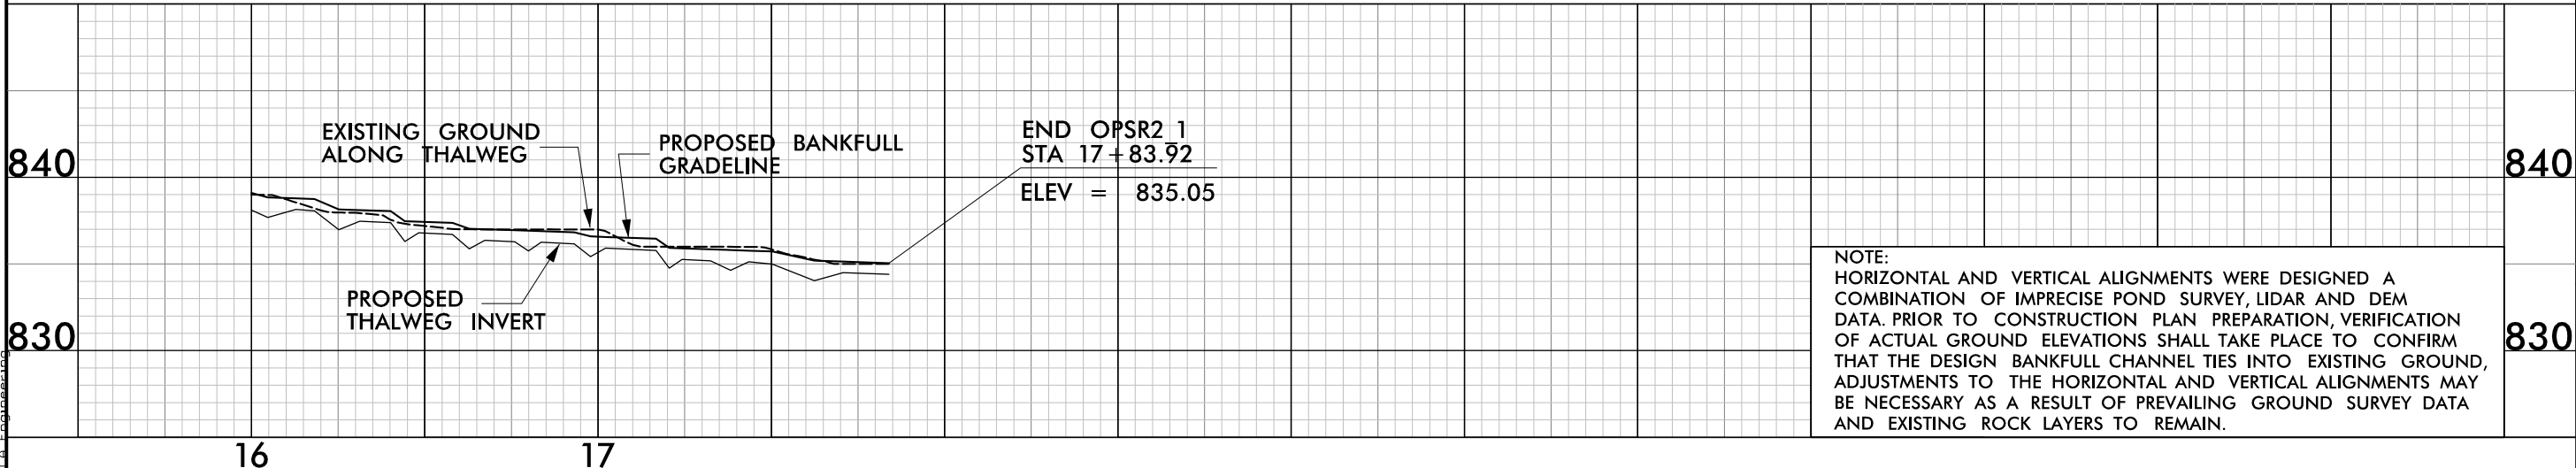 EXISTING GROUND
ALONG THALWEG
PROPOSED BANKFULL
GRADELINE
END OPSR2_1
STA 17+83.92
ELEV = 835.05
840
840
PROPOSED
THALWEG INVERT
830
830
NOTE:
HORIZONTAL AND VERTICAL ALIGNMENTS WERE DESIGNED A
COMBINATION OF IMPRECISE POND SURVEY, LIDAR AND DEM
DATA. PRIOR TO CONSTRUCTION PLAN PREPARATION, VERIFICATION
OF ACTUAL GROUND ELEVATIONS SHALL TAKE PLACE TO CONFIRM
THAT THE DESIGN BANKFULL CHANNEL TIES INTO EXISTING GROUND,
ADJUSTMENTS TO THE HORIZONTAL AND VERTICAL ALIGNMENTS MAY
BE NECESSARY AS A RESULT OF PREVAILING GROUND SURVEY DATA
AND EXISTING ROCK LAYERS TO REMAIN.
16
17
Engineering